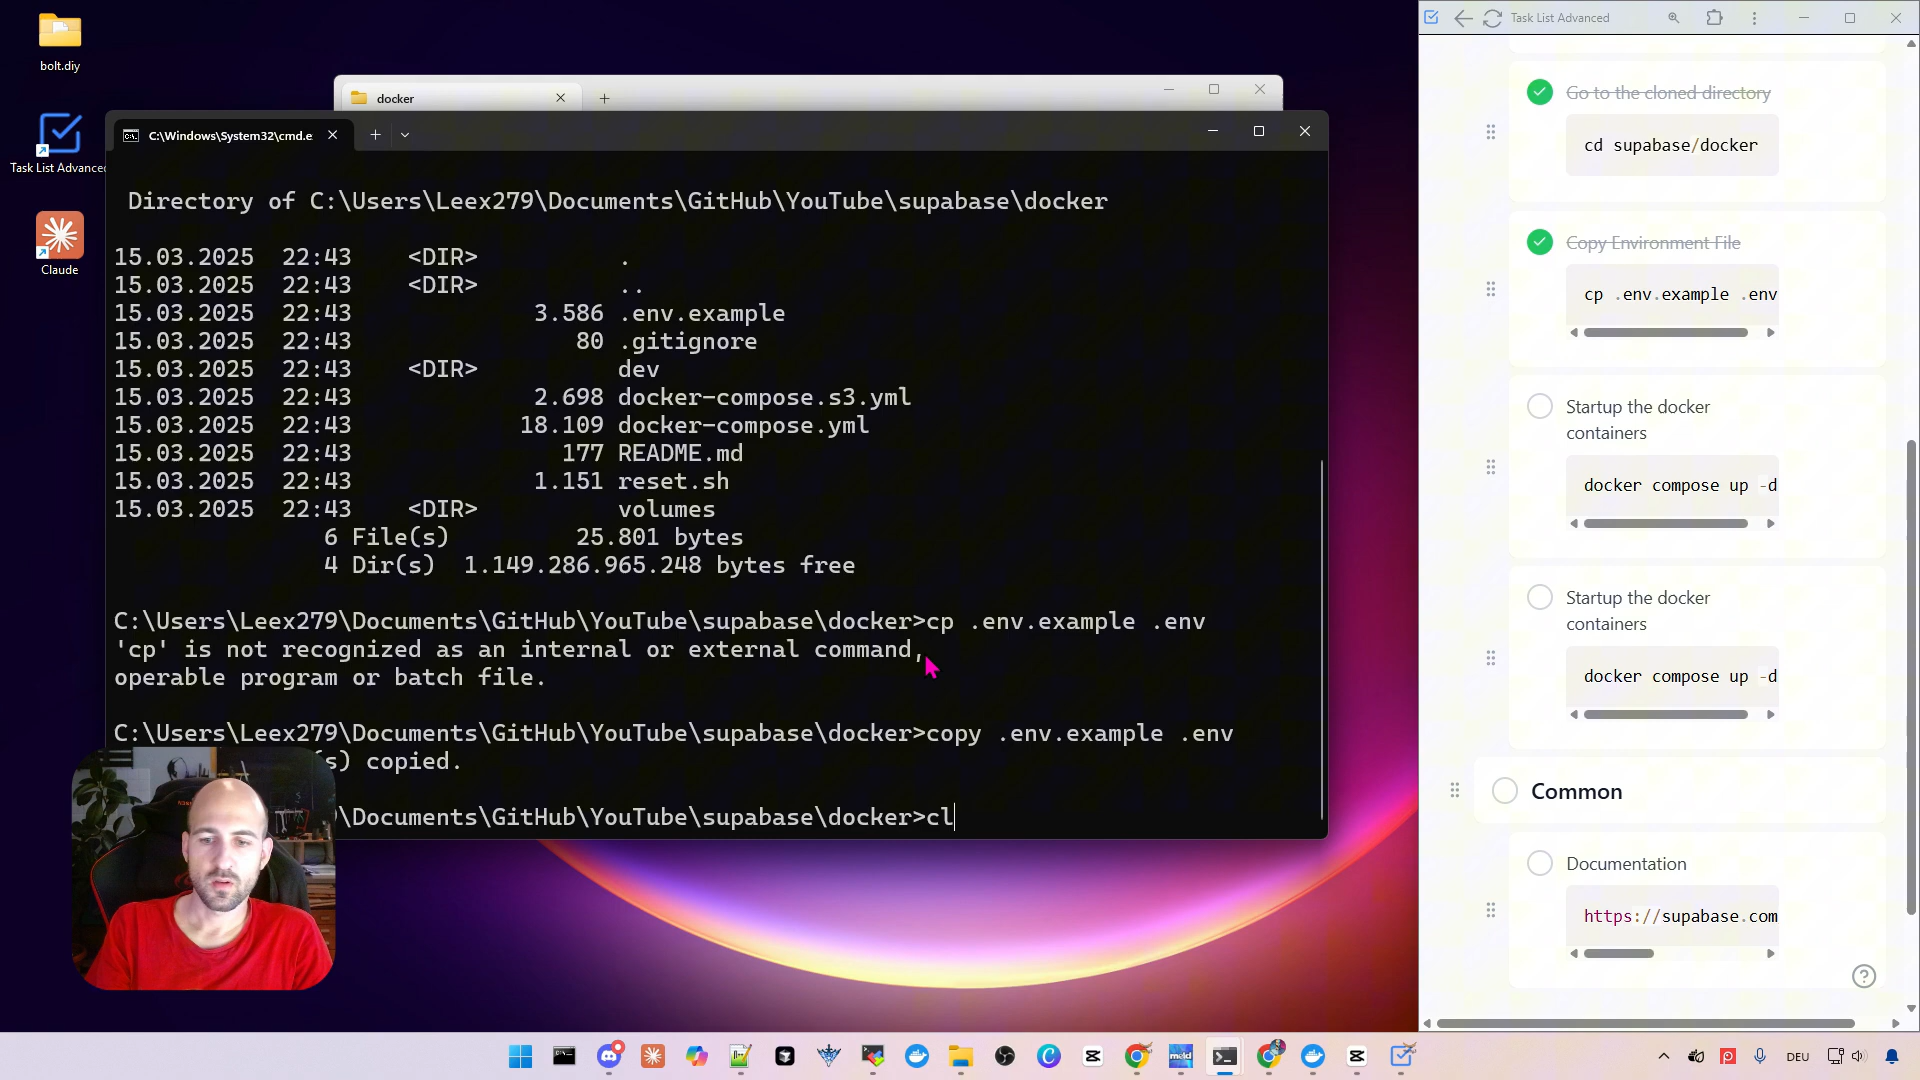 bolt.diy
Task List Advanced
Claude
docker
C:\Windows\System32\cmd.e
Directory of C:\Users\Leex279\Documents\GitHub\YouTube\supabase\docker
15.03.2025  22:43    <DIR>          .
15.03.2025  22:43    <DIR>          ..
15.03.2025  22:43             3.586 .env.example
15.03.2025  22:43                80 .gitignore
15.03.2025  22:43    <DIR>          dev
15.03.2025  22:43             2.698 docker-compose.s3.yml
15.03.2025  22:43            18.109 docker-compose.yml
15.03.2025  22:43               177 README.md
15.03.2025  22:43             1.151 reset.sh
15.03.2025  22:43    <DIR>          volumes
6 File(s)         25.801 bytes
4 Dir(s)  1.149.286.965.248 bytes free
C:\Users\Leex279\Documents\GitHub\YouTube\supabase\docker>cp .env.example .env
'cp' is not recognized as an internal or external command,
operable program or batch file.
C:\Users\Leex279\Documents\GitHub\YouTube\supabase\docker>copy .env.example .env
s) copied.
\Documents\GitHub\YouTube\supabase\docker>cl
Task List Advanced
Go to the cloned directory
cd supabase/docker
Copy Environment File
cp .env.example .env
Startup the docker
containers
docker compose up -d
Startup the docker
containers
docker compose up -d
Common
Documentation
https://supabase.com
DEU